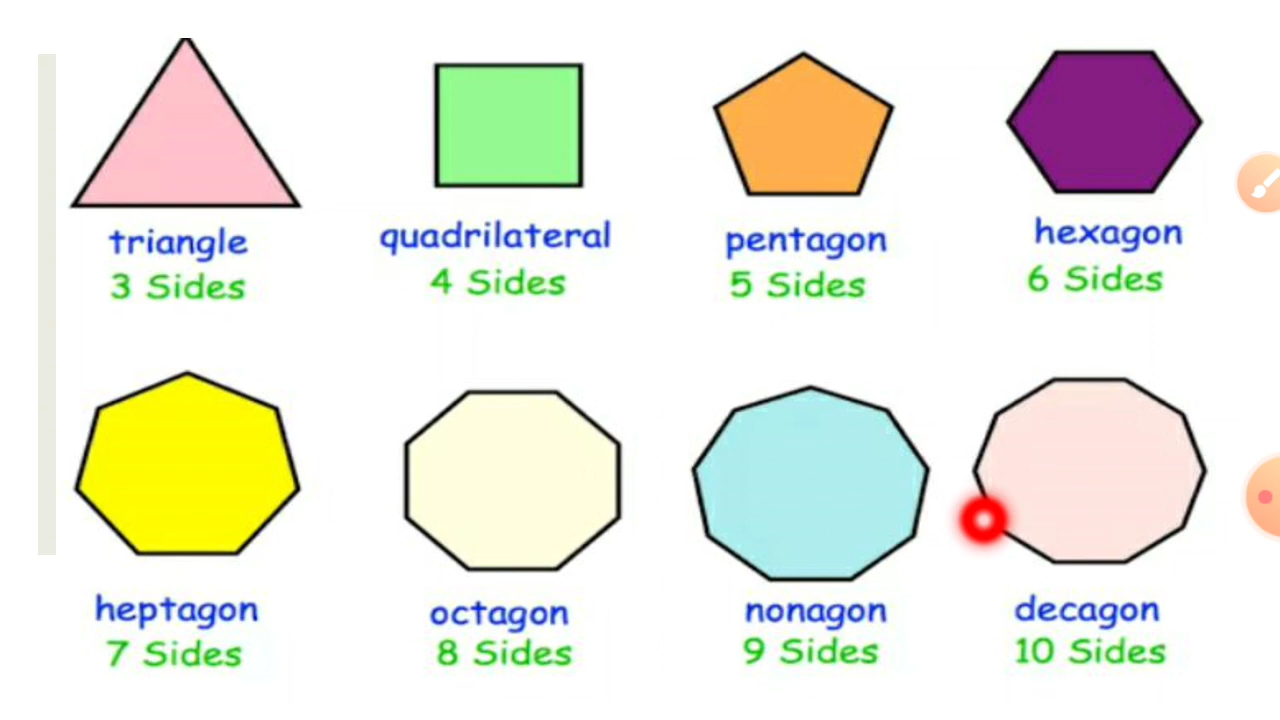 triangle
3 Sides
quadrilateral
4 Sides
pentagon
5 Sides
hexagon
6 Sides
heptagon
7 Sides
octagon
8 Sides
nonagon
9 Sides
decagon
10 Sides